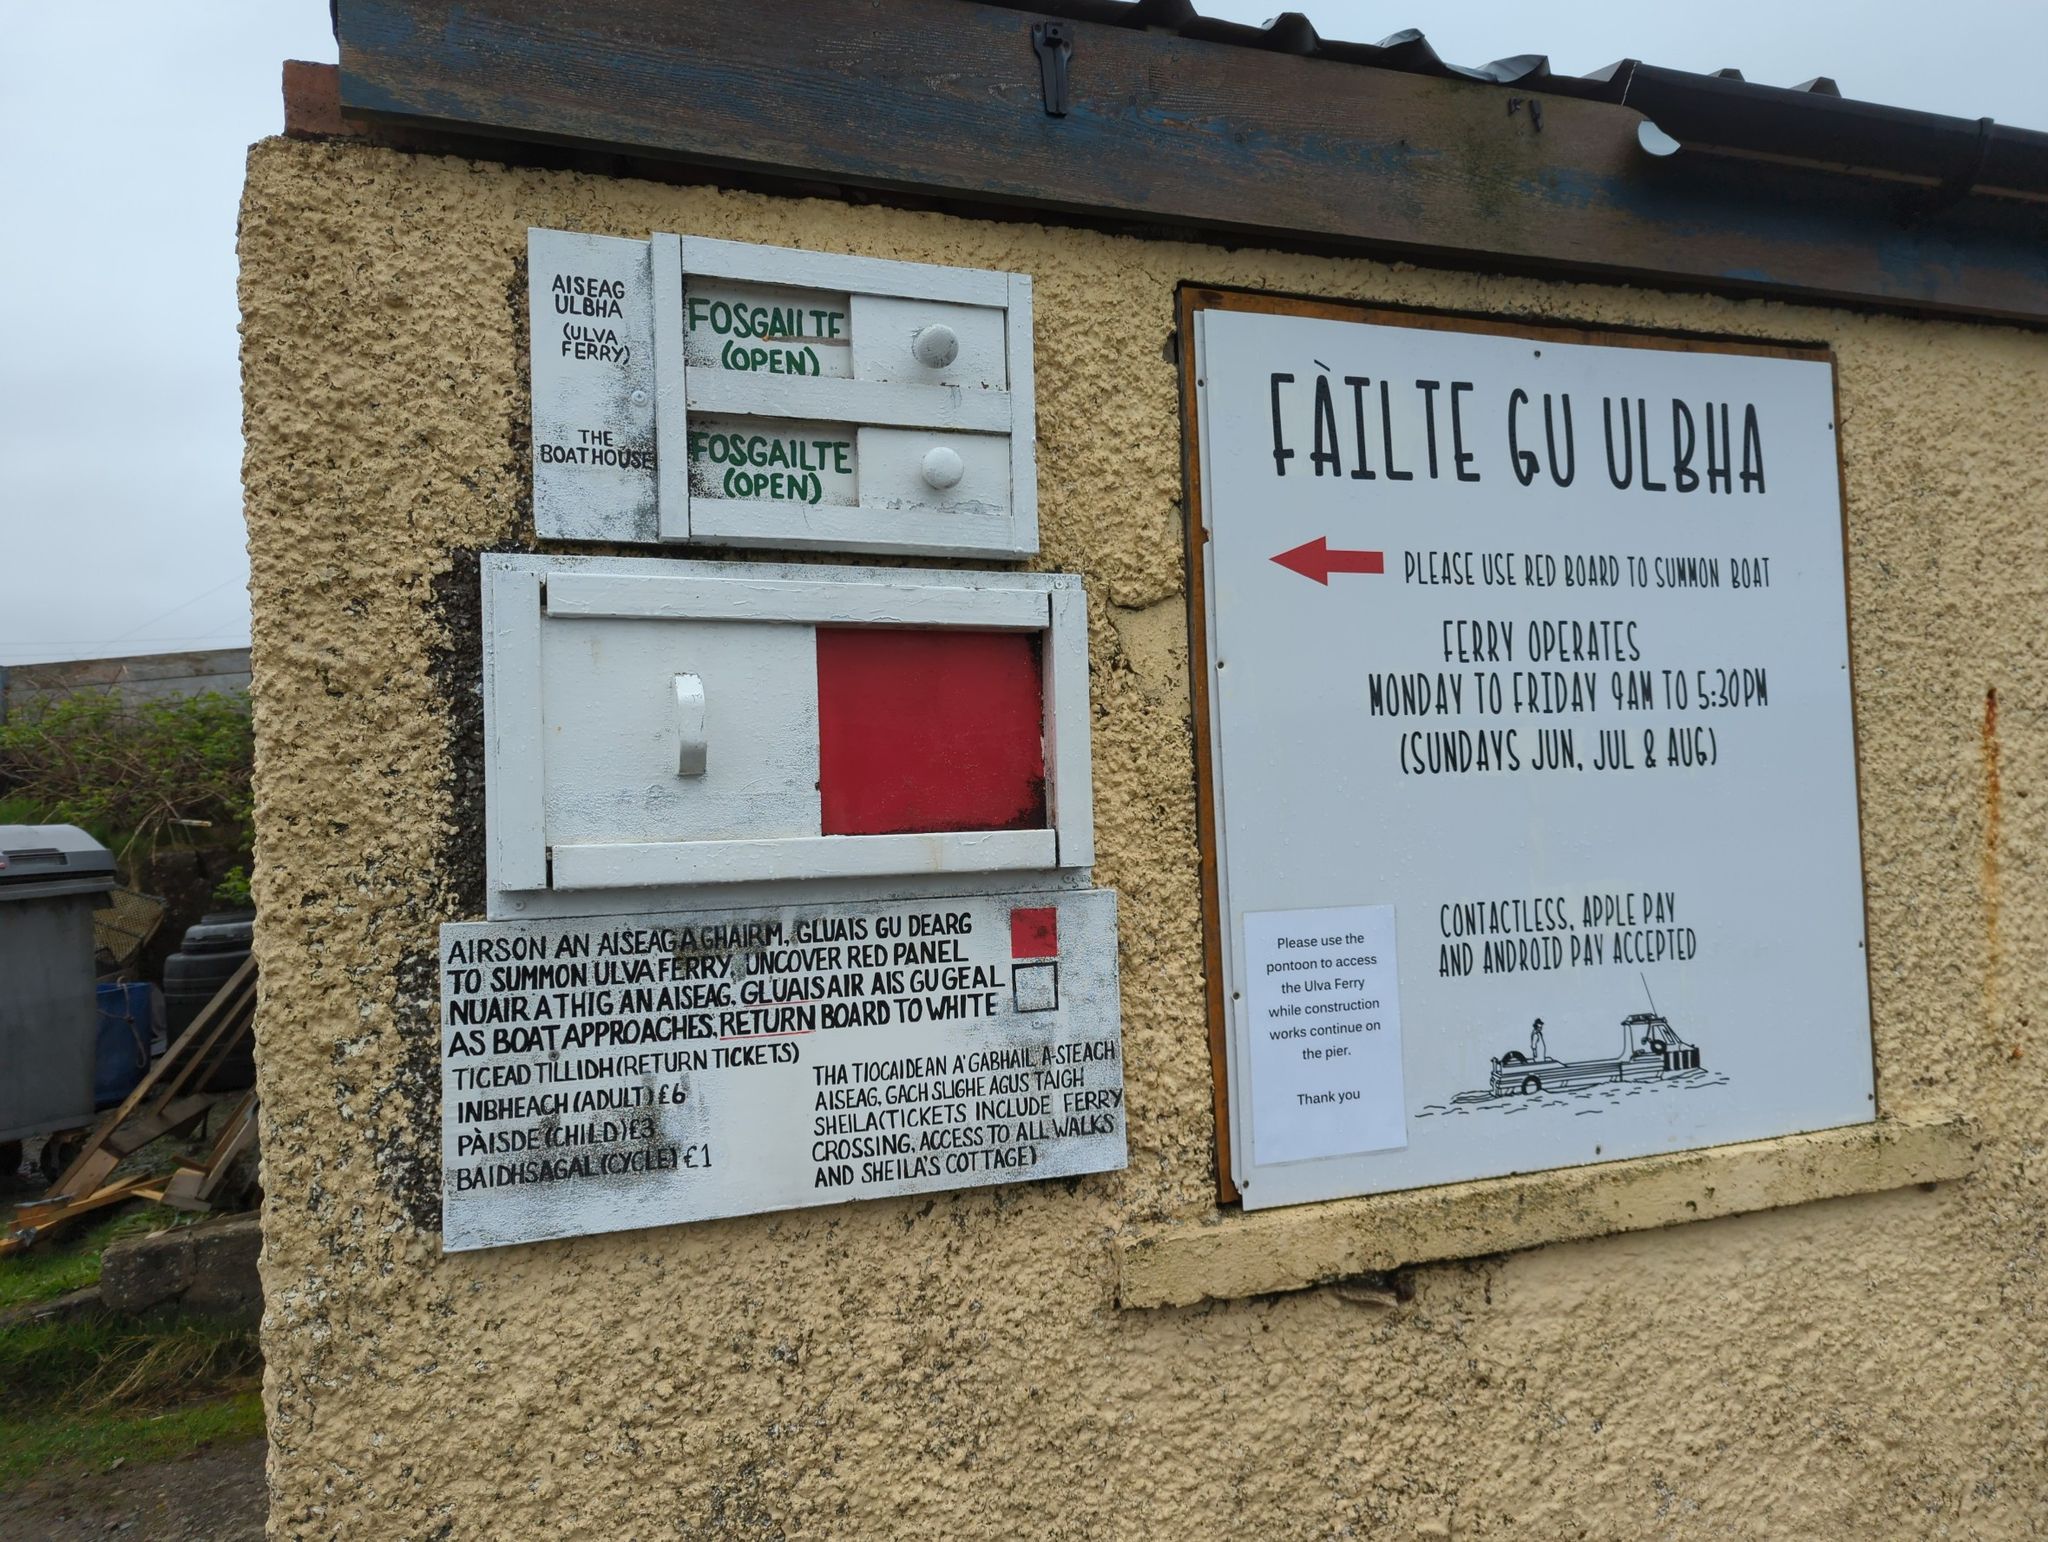 AISEAG
ULBHA
(ULVA
FERRY)
FOSGAILTE
(OPEN)
THE
BOATHOUSE
FOSGAILTE
(OPEN)
AIRSON AN AISEAG A GHAIRM, GLUAIS GU DEARG
TO SUMMON ULVA FERRY, UNCOVER RED PANEL
NUAIR A THIG AN AISEAG, GLUAIS AIR AIS GU GEAL
AS BOAT APPROACHES, RETURN BOARD TO WHITE
TIGEAD TILLIDH (RETURN TICKETS)
INBHEACH (ADULT) £6
PÀISDE (CHILD) £3
BAIDHSAGAL (CYCLE) £1
THA TIOCAIDEAN A' GABHAIL A-STEACH
AISEAG, GACH SLIGHE AGUS TAIGH
SHEILA (TICKETS INCLUDE FERRY
CROSSING, ACCESS TO ALL WALKS
AND SHEILA'S COTTAGE)
FÀILTE GU ULBHA
PLEASE USE RED BOARD TO SUMMON BOAT
FERRY OPERATES
MONDAY TO FRIDAY 9AM TO 5:30PM
(SUNDAYS JUN, JUL & AUG)
CONTACTLESS, APPLE PAY
AND ANDROID PAY ACCEPTED
Please use the
pontoon to access
the Ulva Ferry
while construction
works continue on
the pier.
Thank you